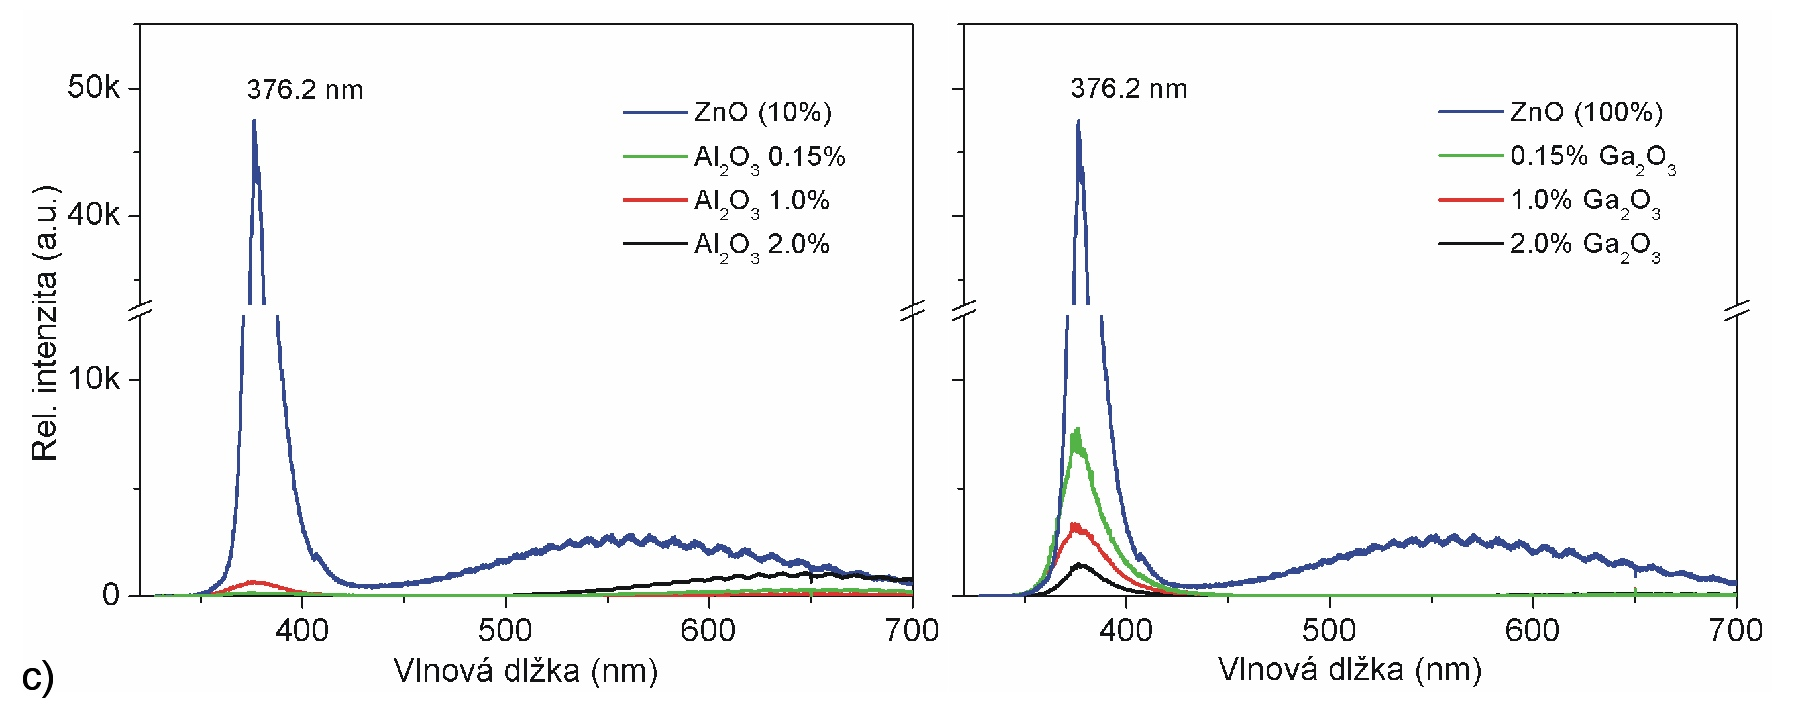 376.2 nm
ZnO (10%)
Al₂O₃ 0.15%
Al₂O₃ 1.0%
Al₂O₃ 2.0%
50k
40k
10k
0
Rel. intenzita (a.u.)
400 500 600 700
Vlnová dlžka (nm)
376.2 nm
ZnO (100%)
0.15% Ga₂O₃
1.0% Ga₂O₃
2.0% Ga₂O₃
400 500 600 700
Vlnová dlžka (nm)
c)